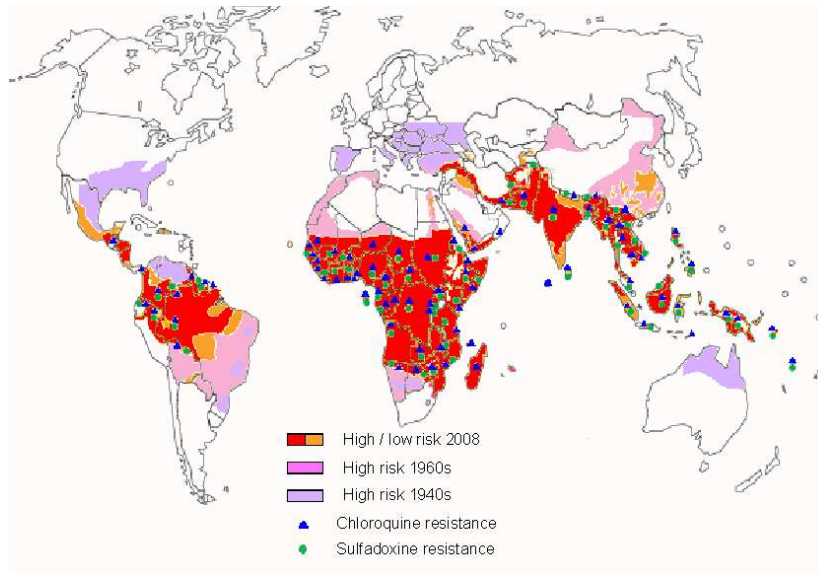 High / low risk 2008
High risk 1960s
High risk 1940s
Chloroquine resistance
Sulfadoxine resistance